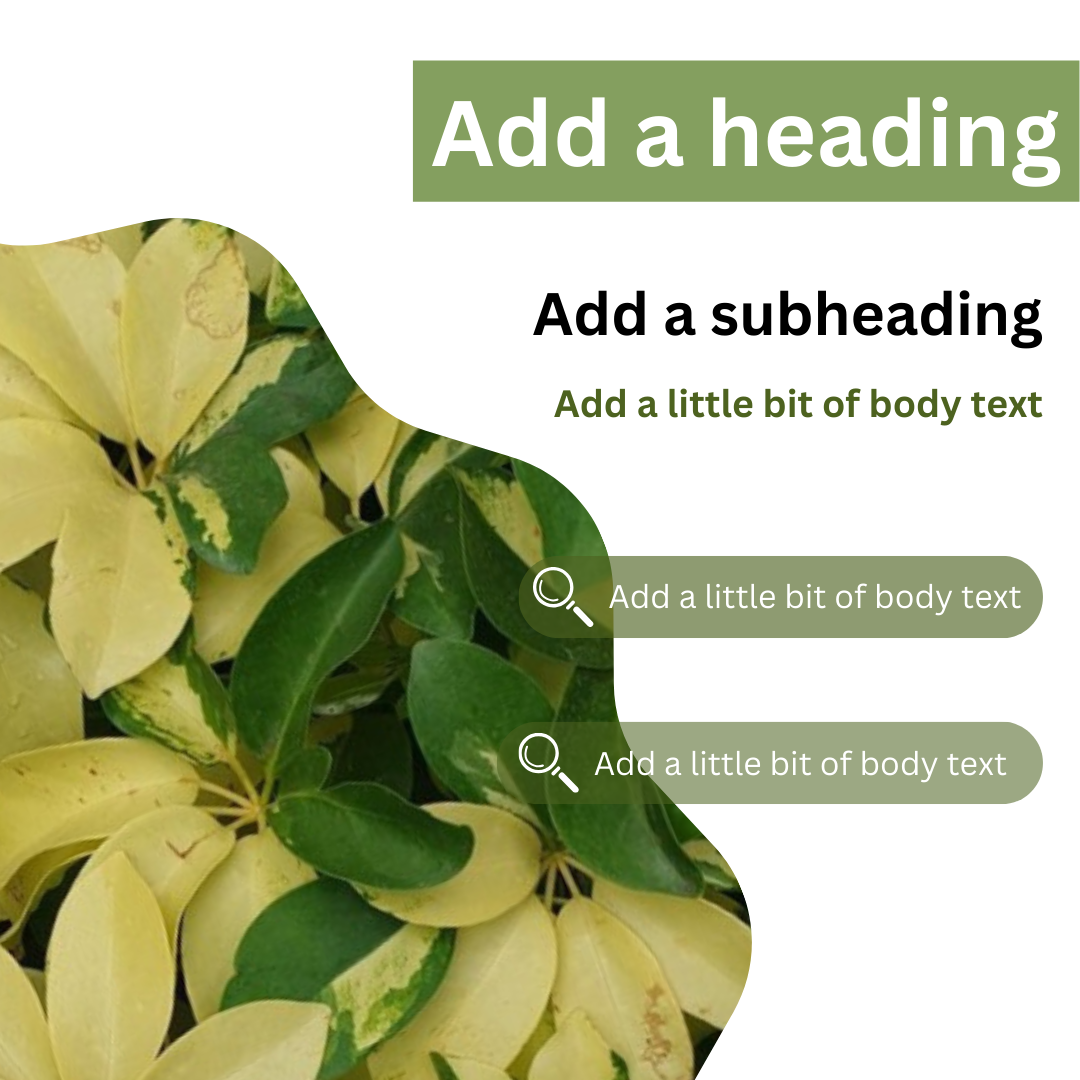 Add a heading
Add a subheading
Add a little bit of body text
Add a little bit of body text
Add a little bit of body text